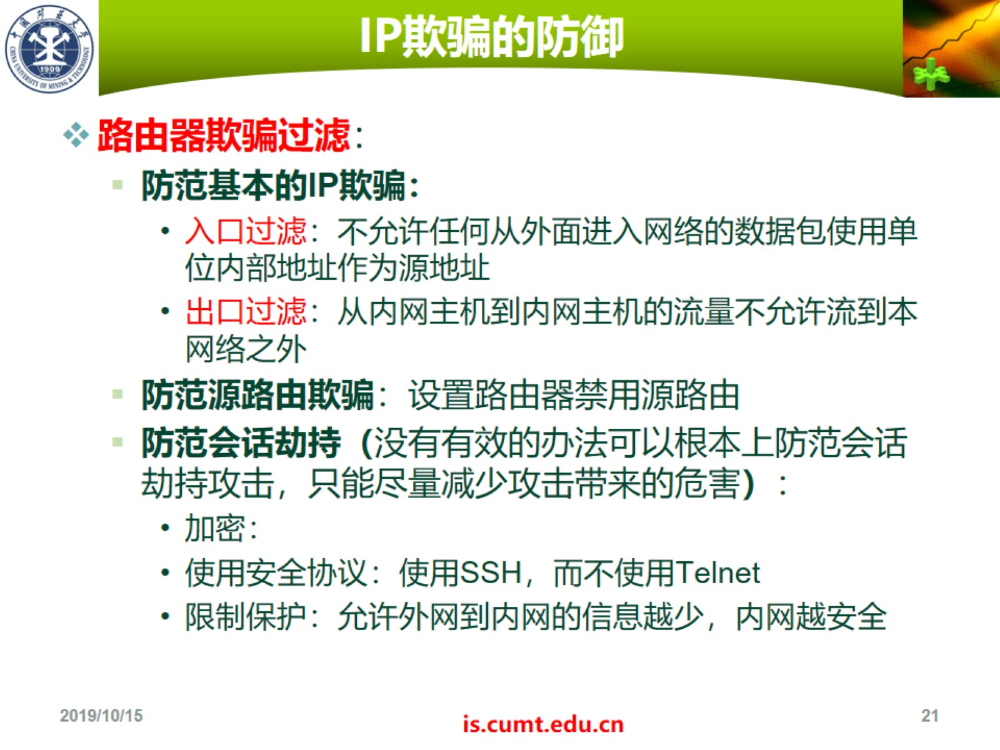 IP欺骗的防御
中国矿业大学
CHINA UNIVERSITY OF MINING & TECHNOLOGY
1909
路由器欺骗过滤：
防范基本的IP欺骗：
• 入口过滤：不允许任何从外面进入网络的数据包使用单
位内部地址作为源地址
• 出口过滤：从内网主机到内网主机的流量不允许流到本
网络之外
防范源路由欺骗：设置路由器禁用源路由
防范会话劫持（没有有效的办法可以根本上防范会话
劫持攻击，只能尽量减少攻击带来的危害）：
• 加密：
• 使用安全协议：使用SSH，而不使用Telnet
• 限制保护：允许外网到内网的信息越少，内网越安全
2019/10/15
is.cumt.edu.cn
21